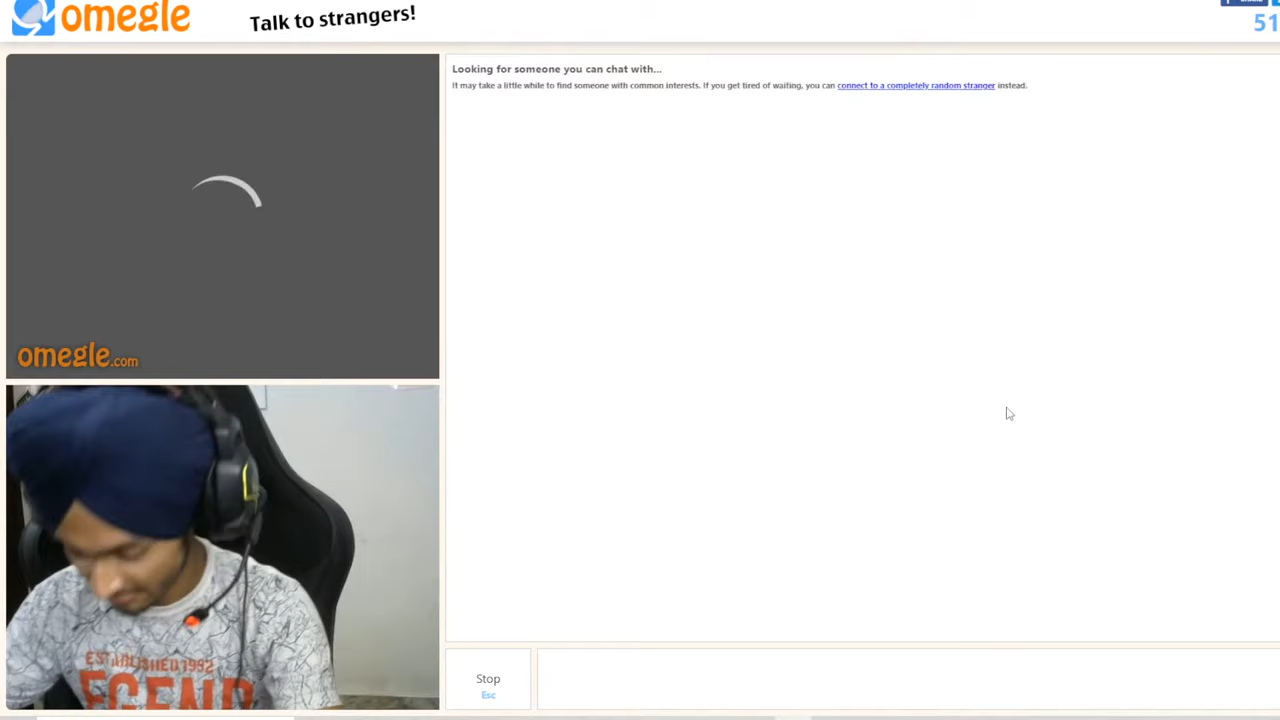 omegle
Talk to strangers!
51
Looking for someone you can chat with...
It may take a little while to find someone with common interests. If you get tired of waiting, you can connect to a completely random stranger instead.
omegle.com
ESTABLISHED 1992
Stop
Esc